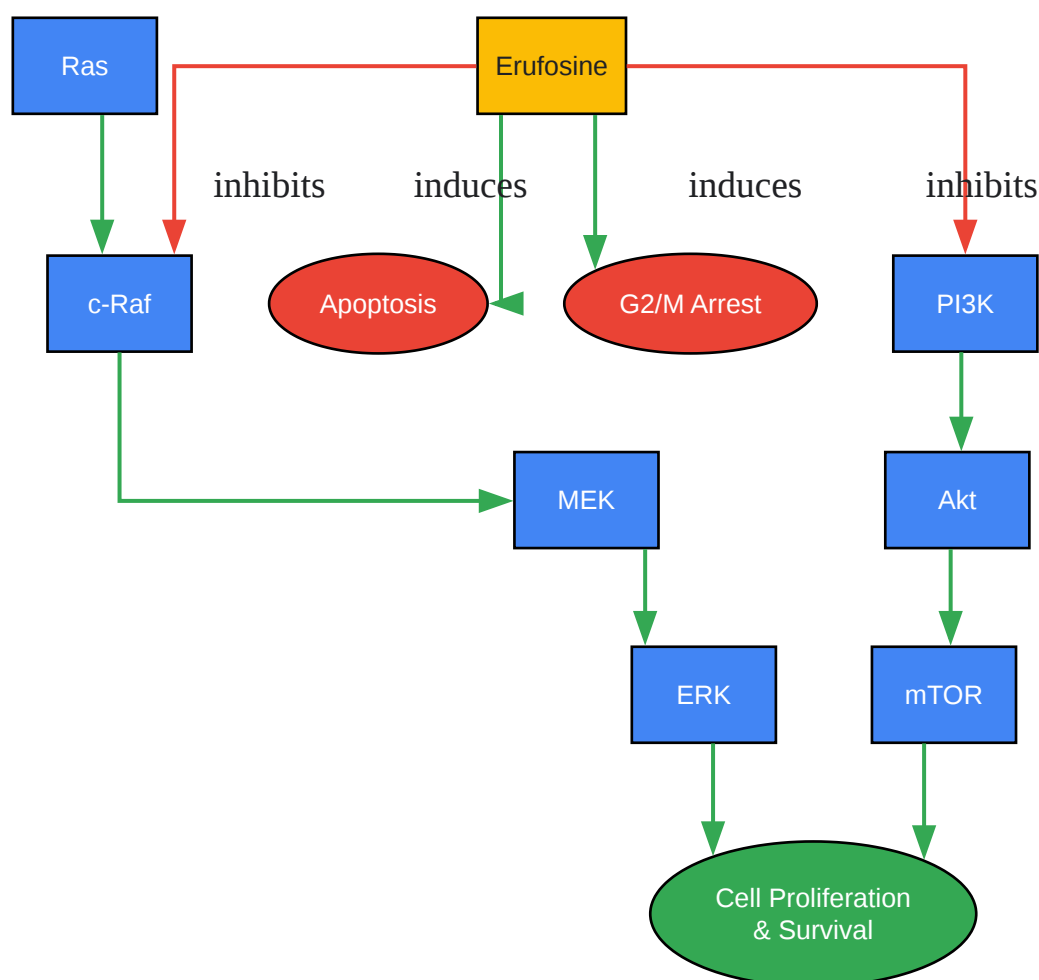 Ras
Erufosine
inhibits
induces
induces
inhibits
c-Raf
Apoptosis
G2/M Arrest
PI3K
MEK
Akt
ERK
mTOR
Cell Proliferation
& Survival